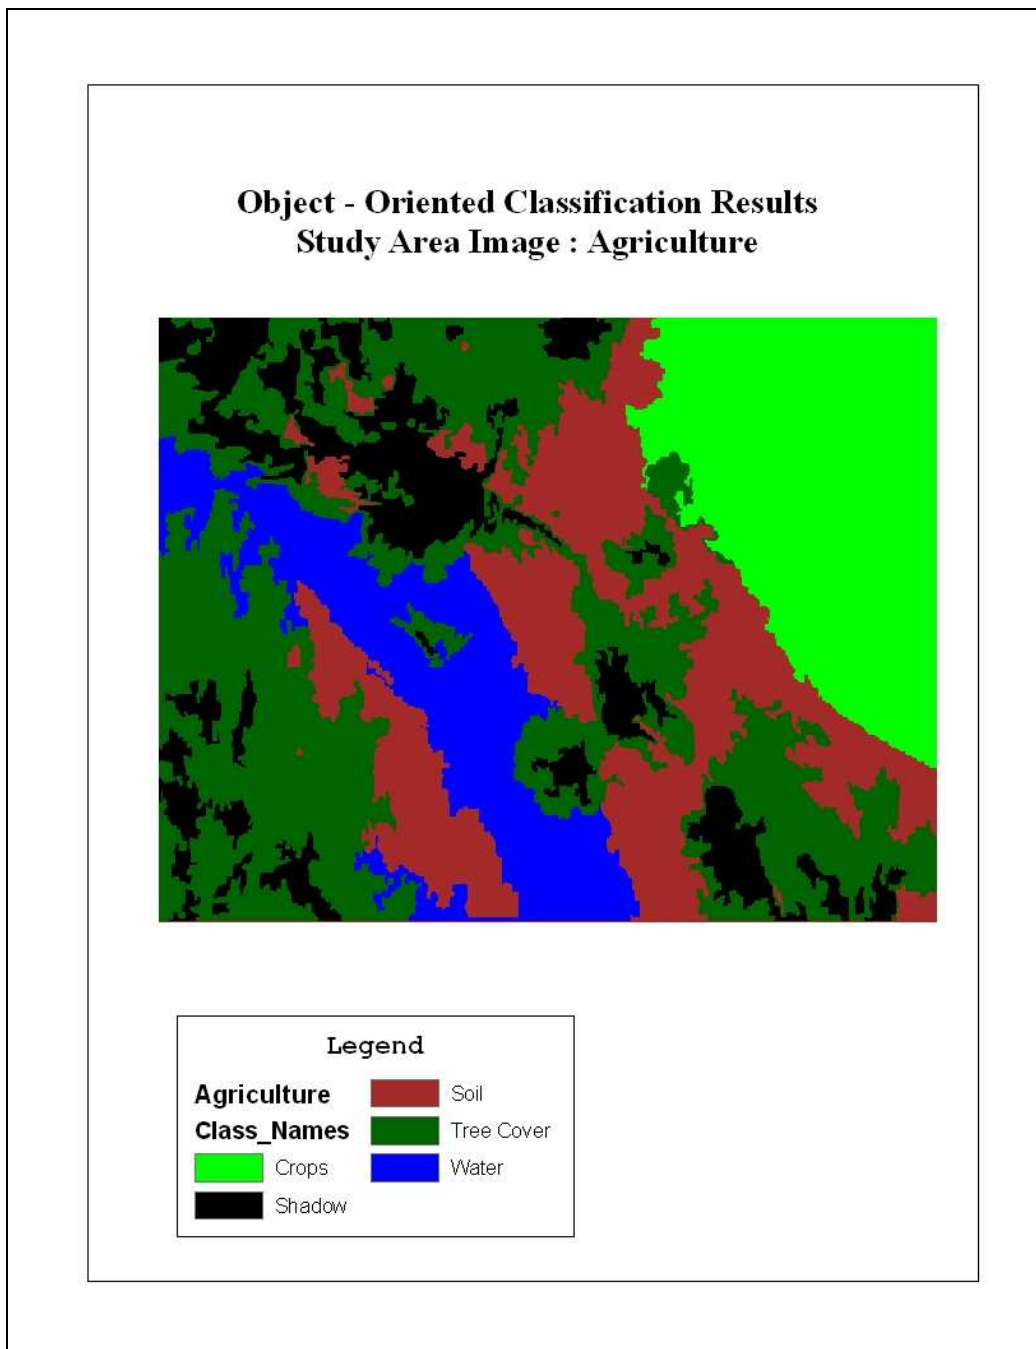 Object - Oriented Classification Results
Study Area Image : Agriculture
Legend
Agriculture
Class_Names
Crops
Shadow
Soil
Tree Cover
Water